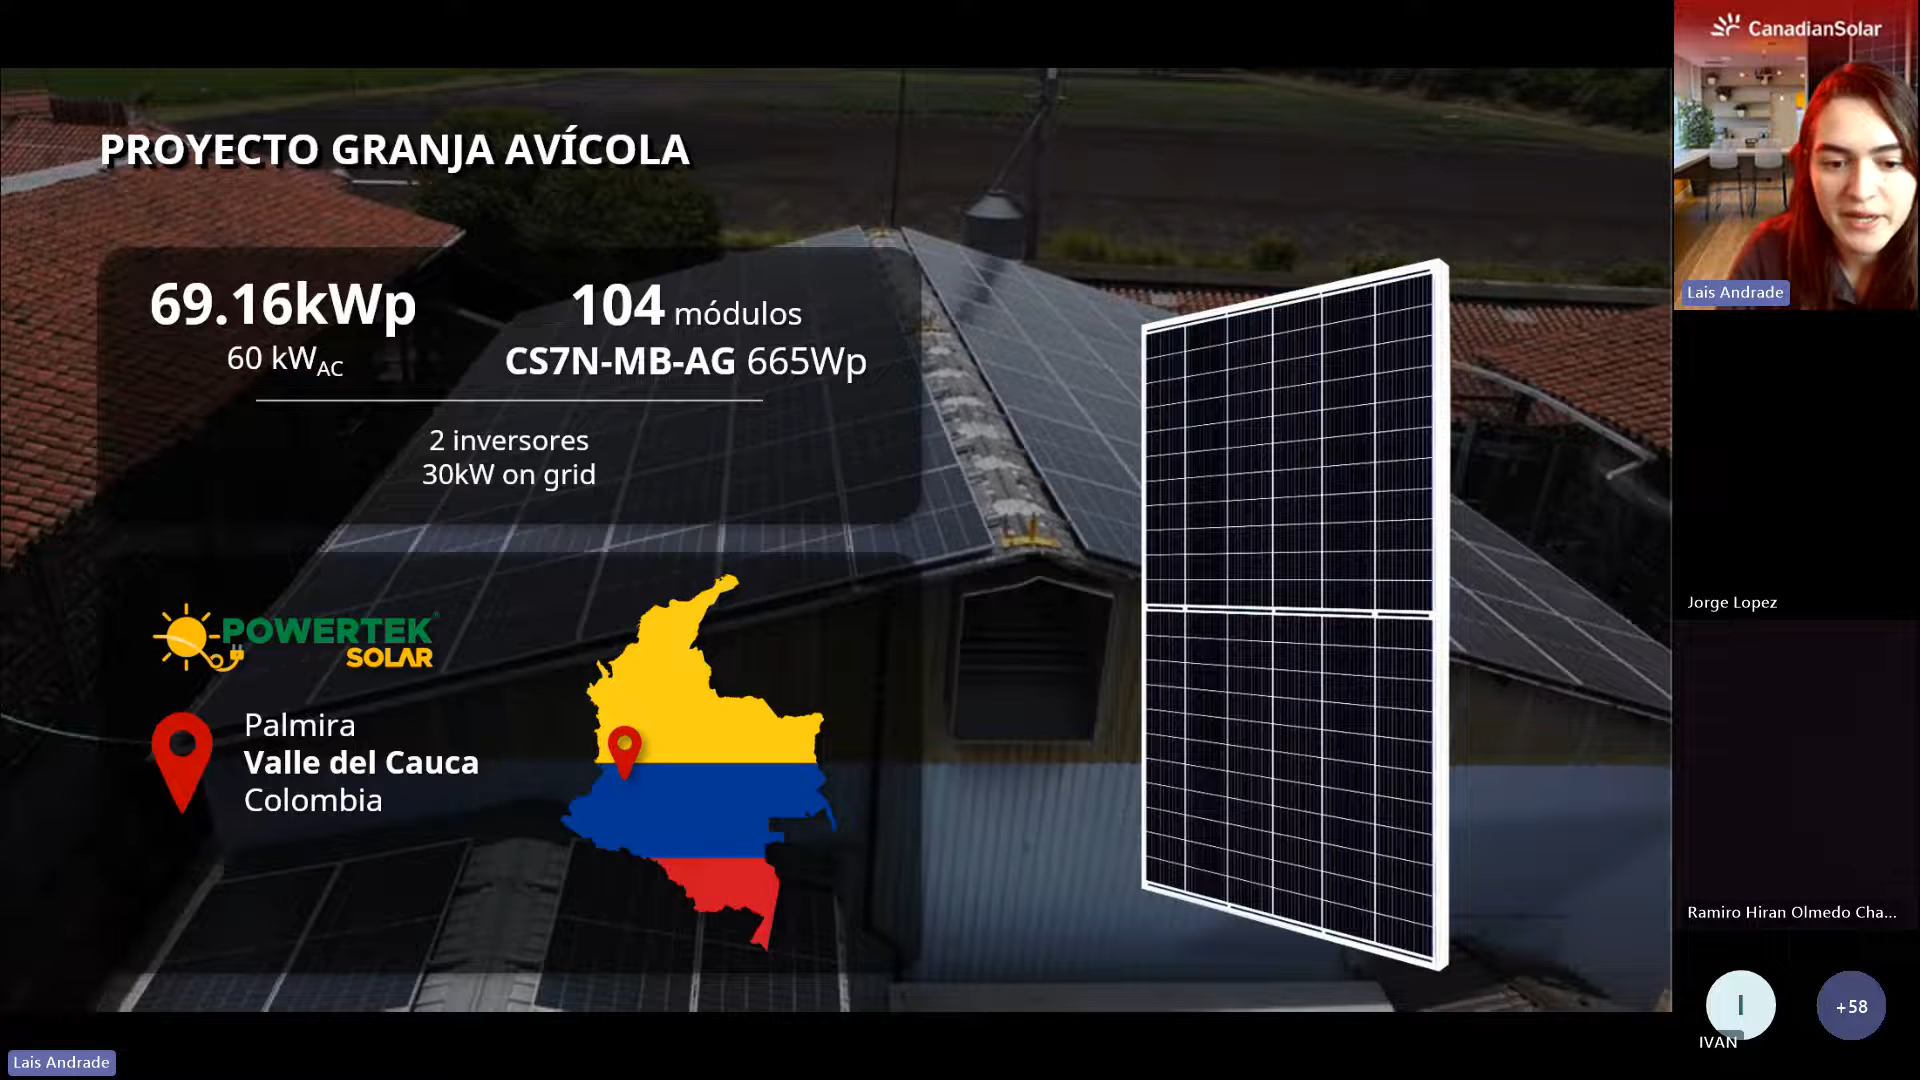 PROYECTO GRANJA AVÍCOLA
69.16kWp
60 kWAC
104 módulos
CS7N-MB-AG 665Wp
2 inversores
30kW on grid
POWERTEK
SOLAR
Palmira
Valle del Cauca
Colombia
CanadianSolar
Lais Andrade
Jorge Lopez
Ramiro Hiran Olmedo Cha...
I
IVAN
+58
Lais Andrade